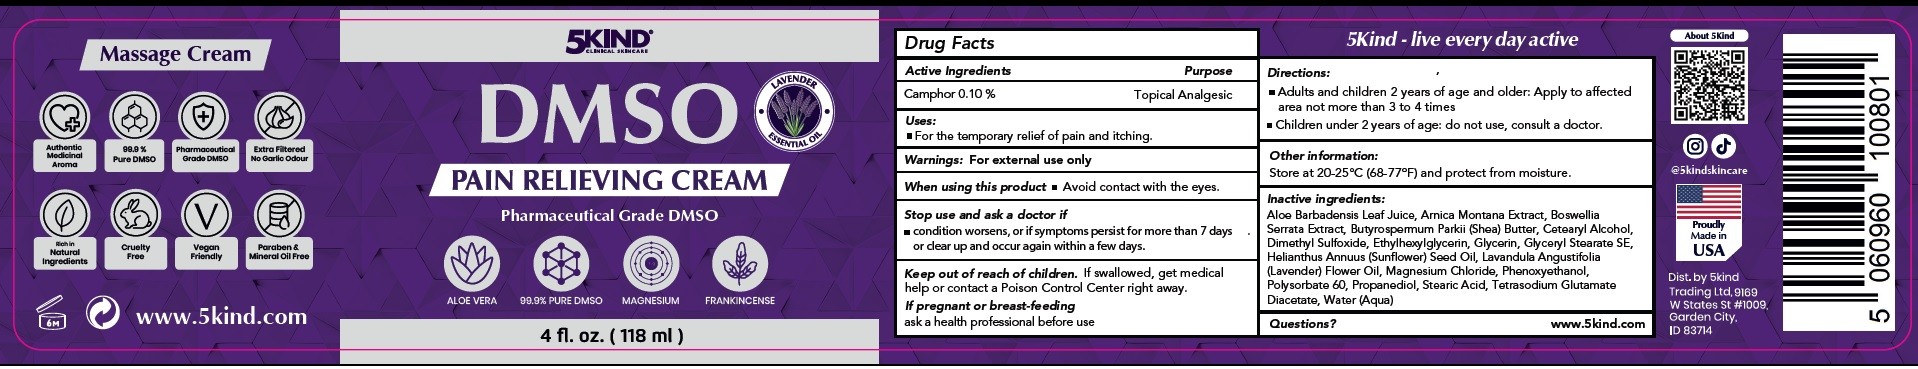 Massage Cream
Authentic
Medicinal
Aroma
99.9 %
Pure DMSO
Pharmaceutical
Grade DMSO
Extra Filtered
No Garlic Odour
Rich in
Natural
Ingredients
Cruelty
Free
Vegan
Friendly
Paraben &
Mineral Oil Free
6M
www.5kind.com
5KIND®
CLINICAL SKINCARE
DMSO
LAVENDER
ESSENTIAL OIL
PAIN RELIEVING CREAM
Pharmaceutical Grade DMSO
ALOE VERA
99.9% PURE DMSO
MAGNESIUM
FRANKINCENSE
4 fl. oz. ( 118 ml )
Drug Facts
Active Ingredients Purpose
Camphor 0.10 % Topical Analgesic
Uses:
▪ For the temporary relief of pain and itching.
Warnings: For external use only
When using this product ▪ Avoid contact with the eyes.
Stop use and ask a doctor if
▪ condition worsens, or if symptoms persist for more than 7 days .
or clear up and occur again within a few days.
Keep out of reach of children. If swallowed, get medical
help or contact a Poison Control Center right away.
If pregnant or breast-feeding
ask a health professional before use
5Kind - live every day active
Directions: ,
▪ Adults and children 2 years of age and older: Apply to affected
area not more than 3 to 4 times
▪ Children under 2 years of age: do not use, consult a doctor.
Other information:
Store at 20-25°C (68-77°F) and protect from moisture.
Inactive ingredients:
Aloe Barbadensis Leaf Juice, Arnica Montana Extract, Boswellia
Serrata Extract, Butyrospermum Parkii (Shea) Butter, Cetearyl Alcohol,
Dimethyl Sulfoxide, Ethylhexylglycerin, Glycerin, Glyceryl Stearate SE,
Helianthus Annuus (Sunflower) Seed Oil, Lavandula Angustifolia
(Lavender) Flower Oil, Magnesium Chloride, Phenoxyethanol,
Polysorbate 60, Propanediol, Stearic Acid, Tetrasodium Glutamate
Diacetate, Water (Aqua)
Questions? www.5kind.com
About 5Kind
@5kindskincare
Proudly
Made in
USA
Dist. by 5kind
Trading Ltd, 9169
W States St #1009,
Garden City,
ID 83714
5 060960 100801